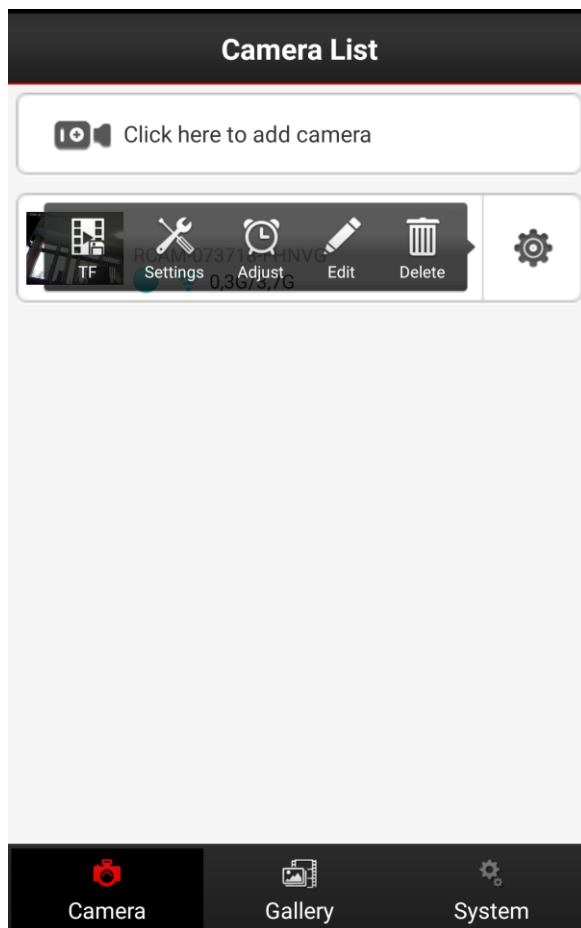 Camera List
Click here to add camera
TF Settings Adjust Edit Delete
0,3G/3,7G
Camera Gallery System